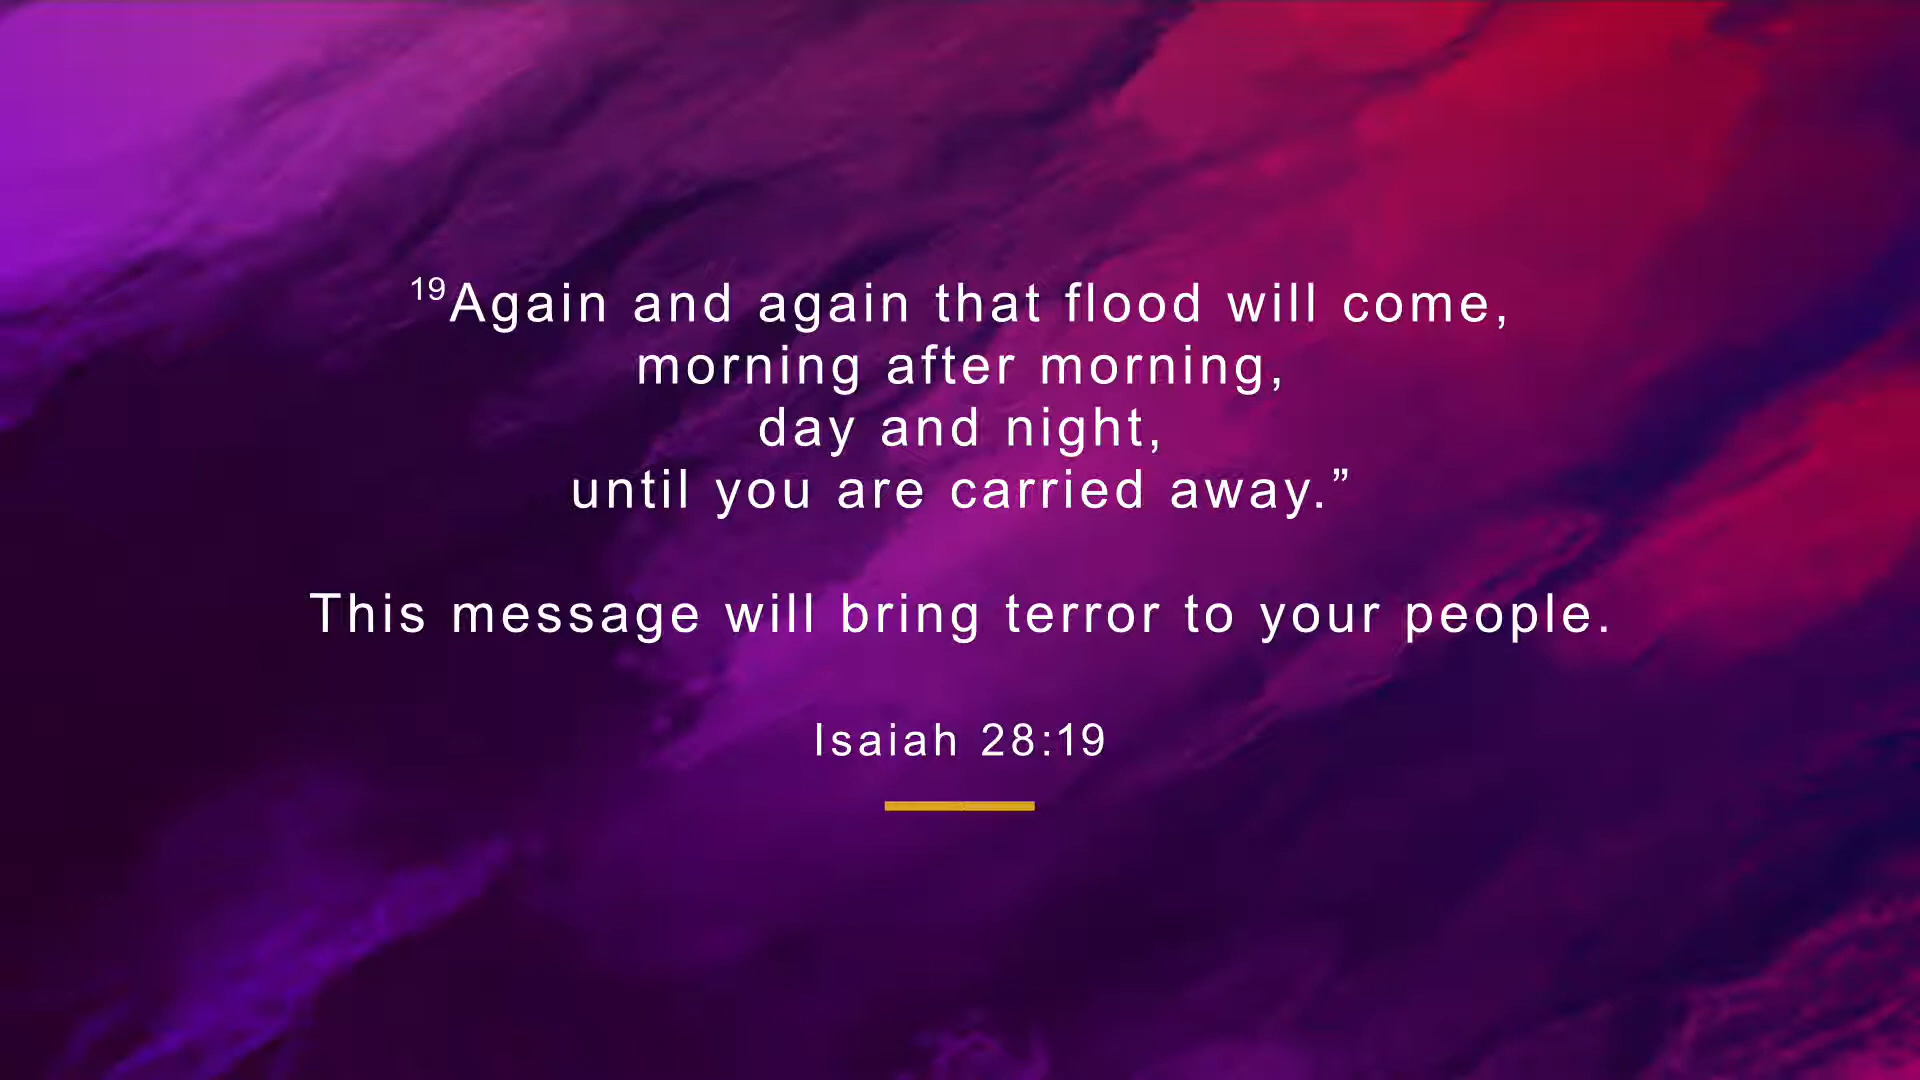 19Again and again that flood will come,
morning after morning,
day and night,
until you are carried away.”
This message will bring terror to your people.
Isaiah 28:19